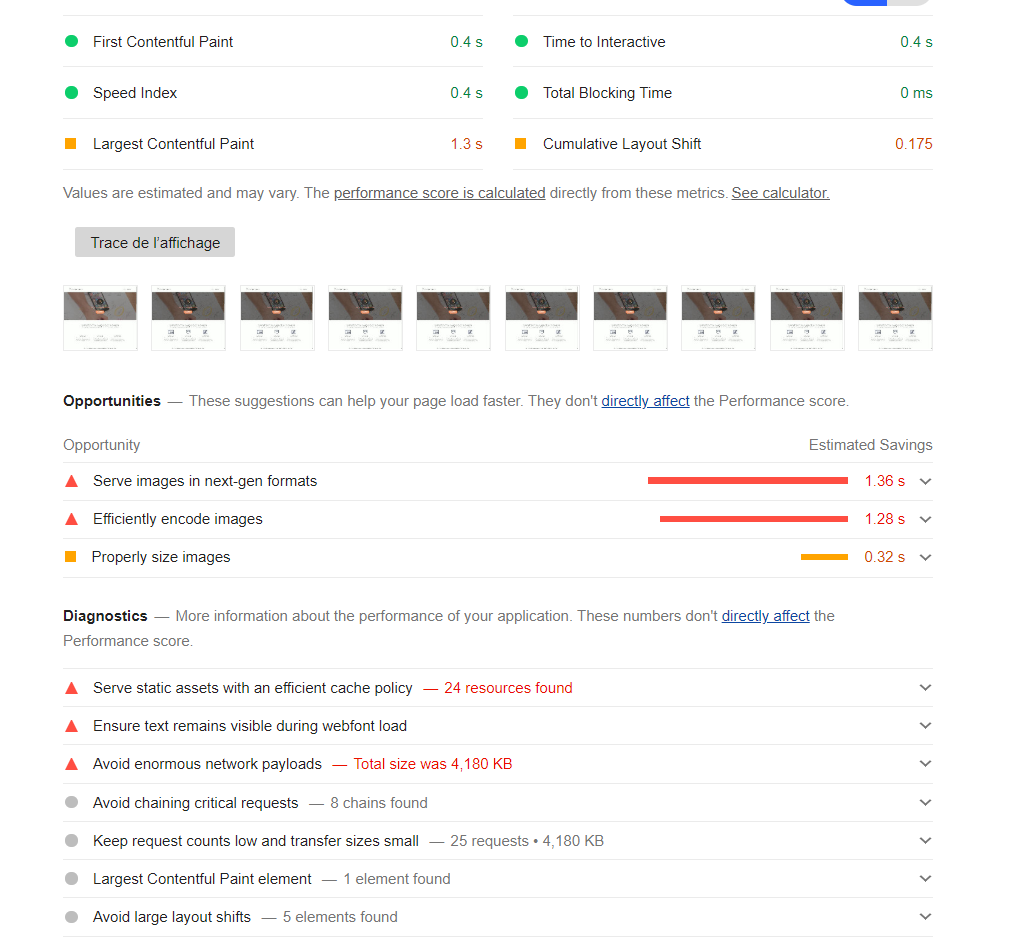 First Contentful Paint 0.4 s Time to Interactive 0.4 s
Speed Index 0.4 s Total Blocking Time 0 ms
Largest Contentful Paint 1.3 s Cumulative Layout Shift 0.175
Values are estimated and may vary. The performance score is calculated directly from these metrics. See calculator.
Trace de l’affichage
Opportunities — These suggestions can help your page load faster. They don't directly affect the Performance score.
Opportunity Estimated Savings
Serve images in next-gen formats 1.36 s
Efficiently encode images 1.28 s
Properly size images 0.32 s
Diagnostics — More information about the performance of your application. These numbers don't directly affect the
Performance score.
Serve static assets with an efficient cache policy — 24 resources found
Ensure text remains visible during webfont load
Avoid enormous network payloads — Total size was 4,180 KB
Avoid chaining critical requests — 8 chains found
Keep request counts low and transfer sizes small — 25 requests • 4,180 KB
Largest Contentful Paint element — 1 element found
Avoid large layout shifts — 5 elements found